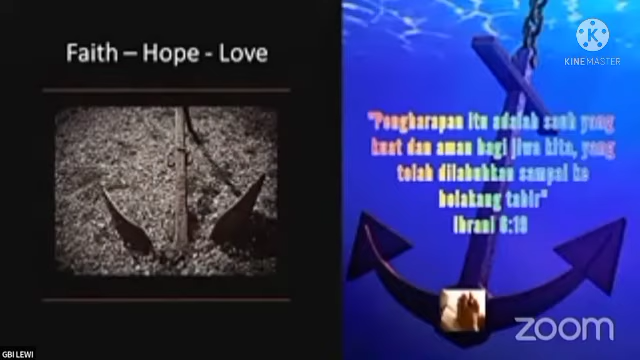 Faith – Hope - Love
KINEMASTER
"Pengharapan itu adalah sauh yang
kuat dan aman bagi jiwa kita, yang
telah dilabuhkan sampai ke
belakang tabir"
Ibrani 6:19
zoom
GBI LEWI